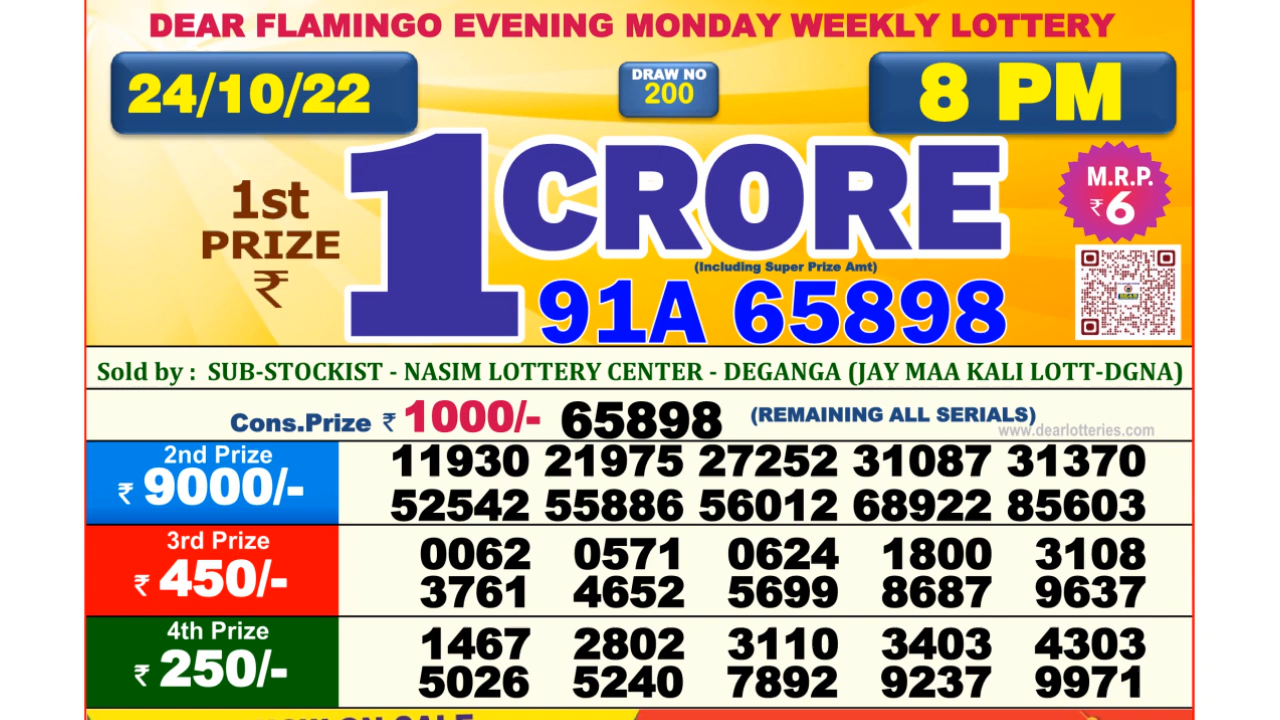 DEAR FLAMINGO EVENING MONDAY WEEKLY LOTTERY
24/10/22
DRAW NO
200
8 PM
1st
PRIZE
₹
1 CRORE
(Including Super Prize Amt)
91A 65898
M.R.P.
₹6
Sold by : SUB-STOCKIST - NASIM LOTTERY CENTER - DEGANGA (JAY MAA KALI LOTT-DGNA)
Cons.Prize ₹ 1000/- 65898 (REMAINING ALL SERIALS)
www.dearlotteries.com
2nd Prize
₹ 9000/-
11930 21975 27252 31087 31370
52542 55886 56012 68922 85603
3rd Prize
₹ 450/-
0062 0571 0624 1800 3108
3761 4652 5699 8687 9637
4th Prize
₹ 250/-
1467 2802 3110 3403 4303
5026 5240 7892 9237 9971